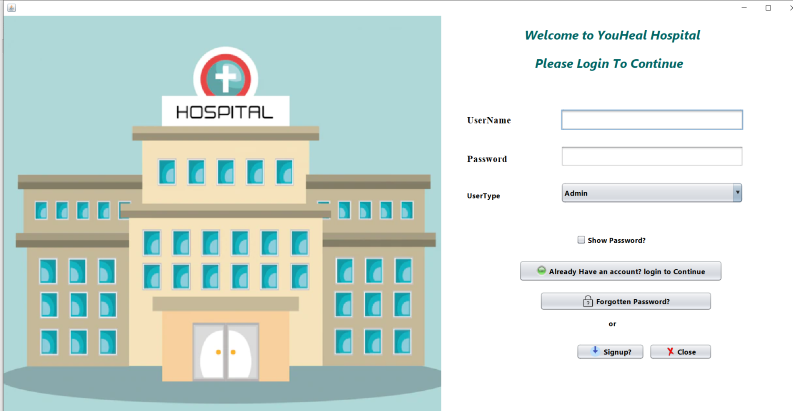 HOSPITAL
Welcome to YouHeal Hospital
Please Login To Continue
UserName
Password
UserType
Admin
Show Password?
Already Have an account? login to Continue
Forgotten Password?
or
Signup?
Close